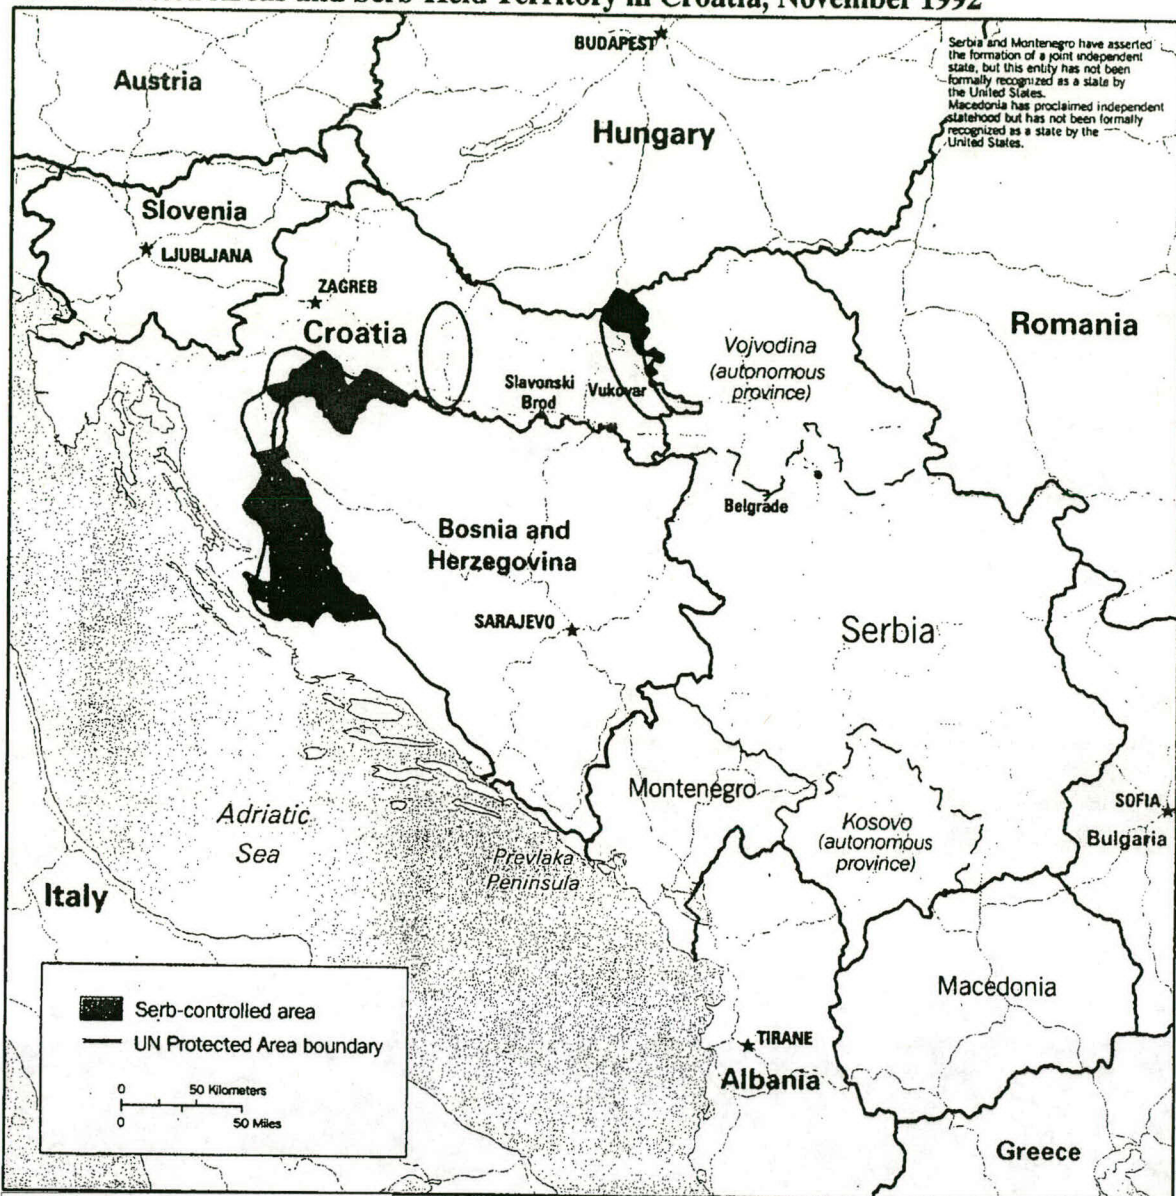 Areas and Serb-Held Territory in Croatia, November 1992
BUDAPEST
Serbia and Montenegro have asserted
the formation of a joint independent
state, but this entity has not been
formally recognized as a state by
the United States.
Macedonia has proclaimed independent
statehood but has not been formally
recognized as a state by the
United States.
Austria
Hungary
Slovenia
LJUBLJANA
ZAGREB
Croatia
Romania
Vojvodina
(autonomous
province)
Slavonski
Brod
Vukovar
Belgrade
Bosnia and
Herzegovina
SARAJEVO
Serbia
Montenegro
Kosovo
(autonomous
province)
SOFIA
Bulgaria
Adriatic
Sea
Prevlaka
Peninsula
Italy
Macedonia
TIRANE
Albania
Greece
Serb-controlled area
UN Protected Area boundary
0 50 Kilometers
0 50 Miles